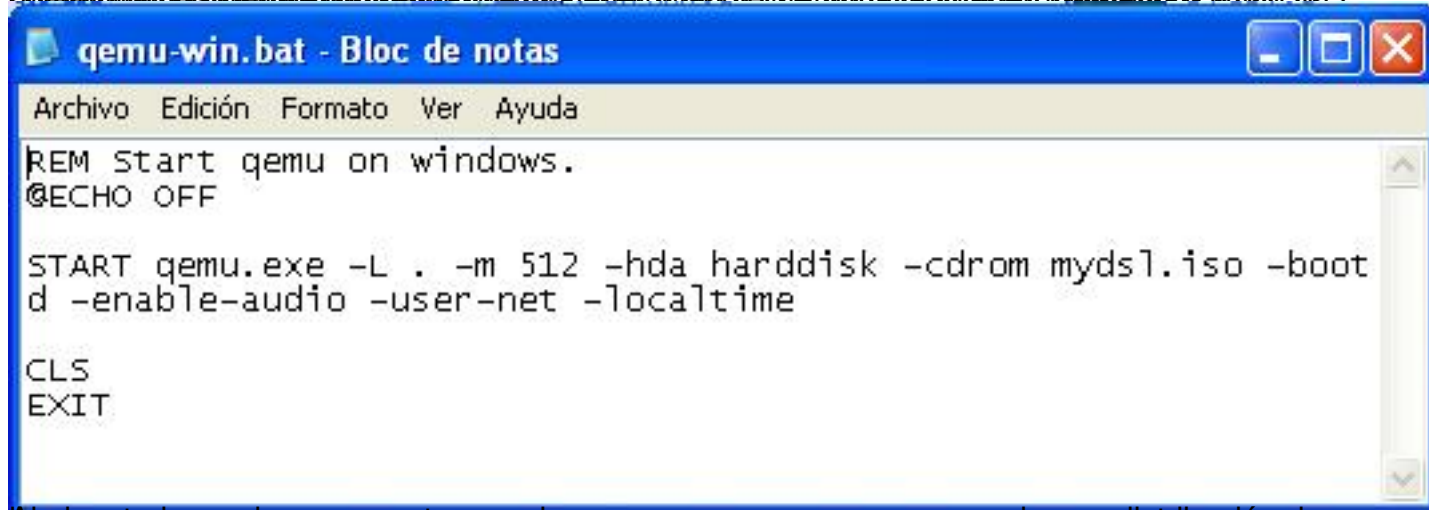 qemu-win.bat - Bloc de notas
Archivo Edición Formato Ver Ayuda
REM Start qemu on windows.
@ECHO OFF
START qemu.exe -L . -m 512 -hda harddisk -cdrom mydsl.iso -boot
d -enable-audio -user-net -localtime
CLS
EXIT